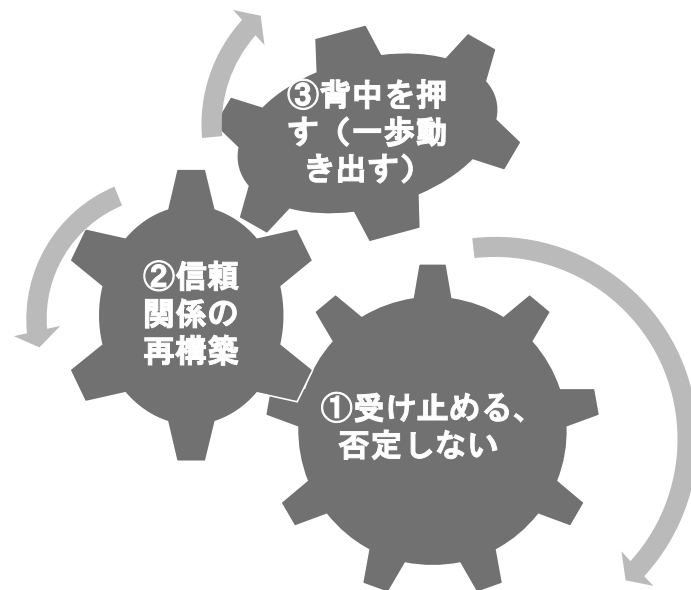 ③背中を押
す（一歩動
き出す）
②信頼
関係の
再構築
①受け止める、
否定しない